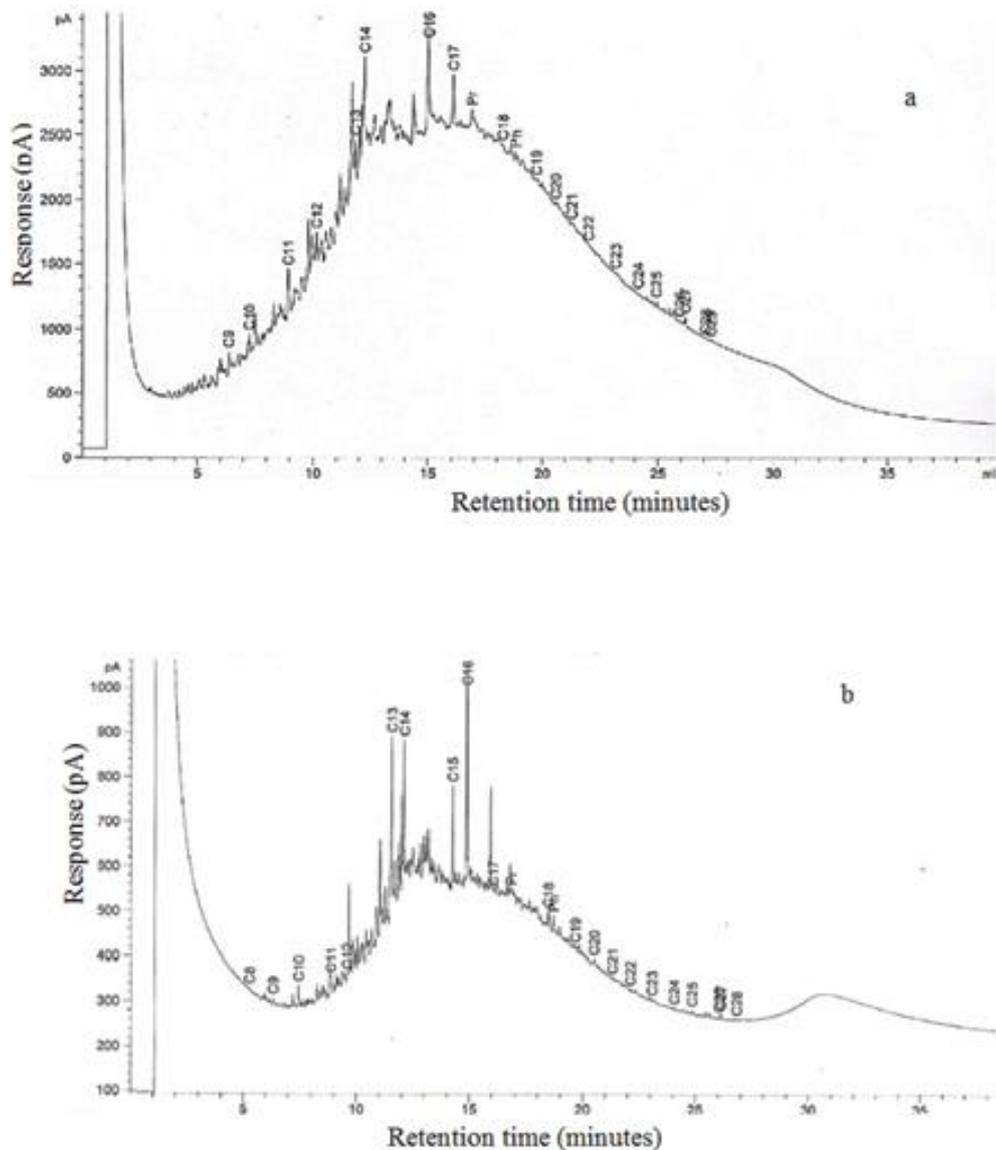 pA
C14
C16
C17
Pr
a
C13
C18
Ph
C19
C20
C21
C22
C12
C11
C23
C24
C25
C10
C9
3000
2500
2000
1500
1000
500
0
Response (pA)
5
10
15
20
25
30
35
Retention time (minutes)
pA
C16
b
C13
C14
C15
C17
Pr
C18
Ph
C19
C20
C21
C22
C23
C24
C25
C28
C8
C9
C10
C11
C12
1000
900
800
700
600
500
400
300
200
100
Response (pA)
5
10
15
20
25
30
35
Retention time (minutes)